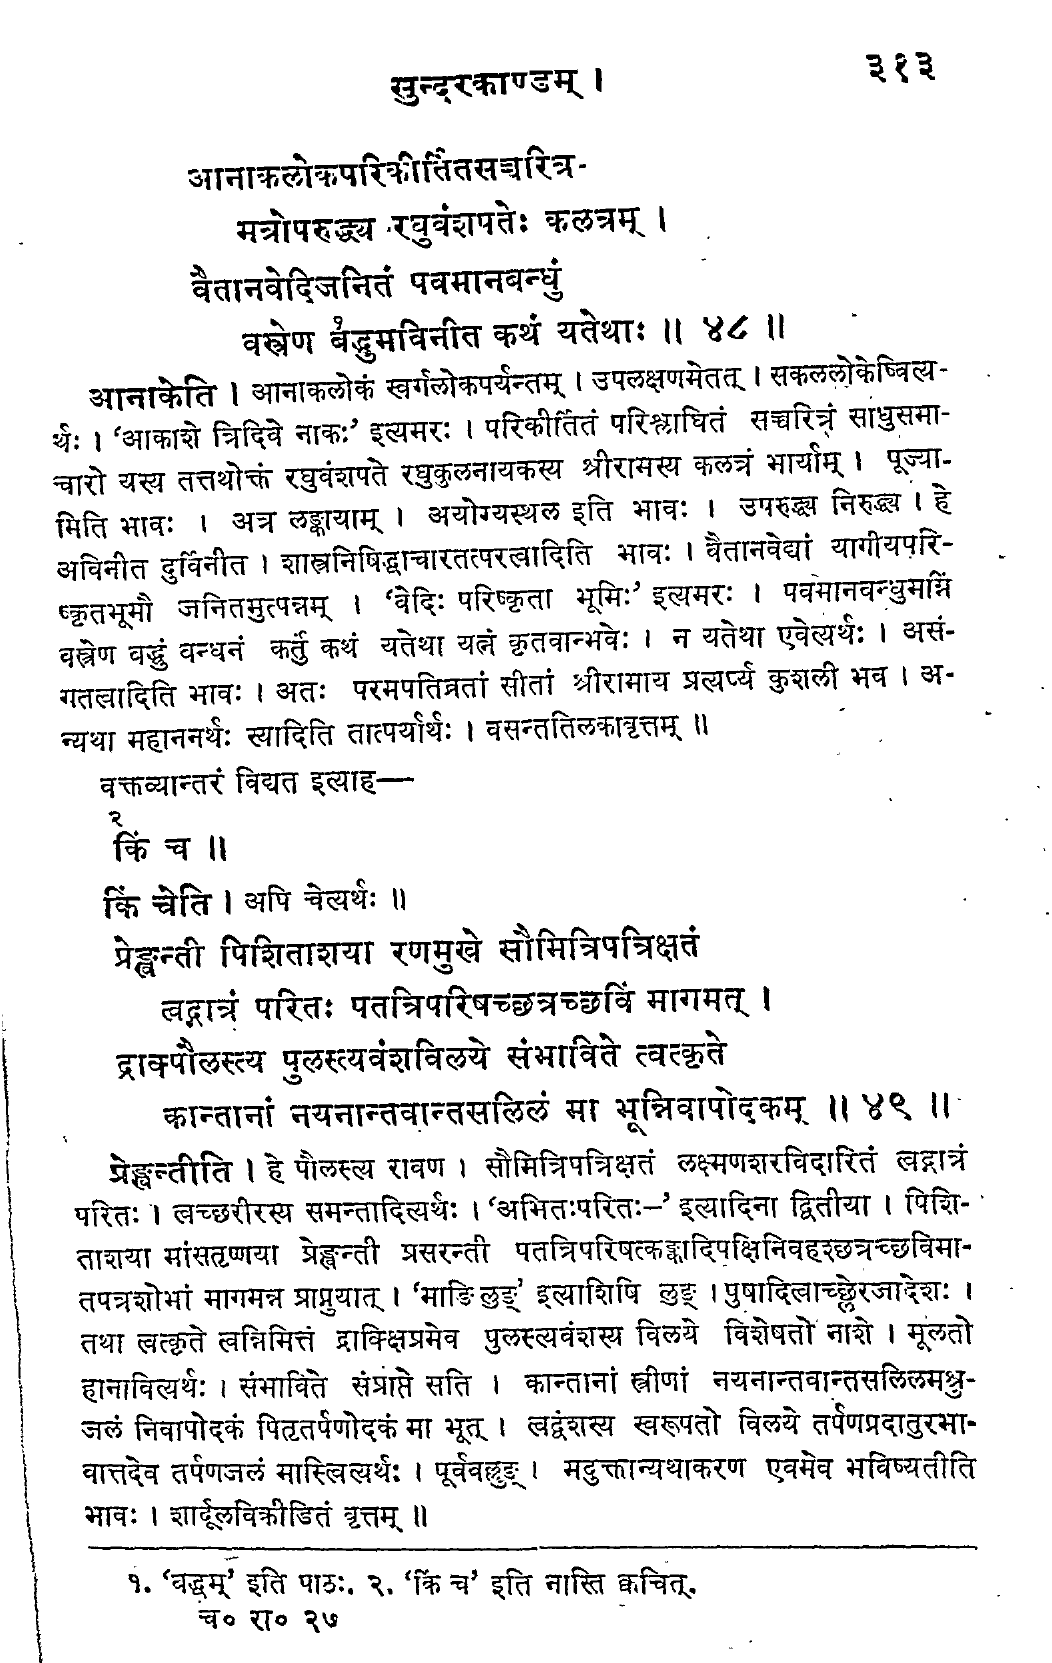 सुन्दरकाण्डम् । ३१३
आनाकलोकपरिकीर्तितसच्चरित्र-
मत्रोपरुद्ध्य रघुवंशपतेः कलत्रम् ।
वैतानवेदिजनितं पवमानबन्धुं
वस्त्रेण बद्धुमविनीत कथं यतेथाः ॥ ४८ ॥
आनाकेति । आनाकलोकं स्वर्गलोकपर्यन्तम् । उपलक्षणमेतत् । सकललोकेष्वित्य-
र्थः । ‘आकाशे त्रिदिवे नाकः’ इत्यमरः । परिकीर्तितं परिश्लाघितं सच्चरित्रं साधुसमा-
चारो यस्य तत्तथोक्तं रघुवंशपते रघुकुलनायकस्य श्रीरामस्य कलत्रं भार्याम् । पूज्या-
मिति भावः । अत्र लङ्कायाम् । अयोग्यस्थल इति भावः । उपरुद्ध्य निरुद्ध्य । हे
अविनीत दुर्विनीत । शास्त्रनिषिद्धाचारतत्परत्वादिति भावः । वैतानवेद्यां यागीयपरि-
ष्कृतभूमौ जनितमुत्पन्नम् । ‘वेदिः परिष्कृता भूमिः’ इत्यमरः । पवमानबन्धुमग्निं
वस्त्रेण बद्धुं बन्धनं कर्तुं कथं यतेथा यत्नं कृतवान्भवेः । न यतेथा एवेत्यर्थः । असं-
गतत्वादिति भावः । अतः परमपतिव्रतां सीतां श्रीरामाय प्रत्यर्प्य कुशली भव । अ-
न्यथा महाननर्थः स्यादिति तात्पर्यार्थः । वसन्ततिलकावृत्तम् ॥
वक्तव्यान्तरं विद्यत इत्याह—
२
किं च ॥
किं चेति । अपि चेत्यर्थः ॥
प्रेङ्खन्ती पिशिताशया रणमुखे सौमित्रिपत्रिक्षतं
त्वद्गात्रं परितः पतत्रिपरिषच्छत्रच्छविं मागमत् ।
द्राक्पौलस्त्य पुलस्त्यवंशविलये संभाविते त्वत्कृते
कान्तानां नयनान्तवान्तसलिलं मा भून्निवापोदकम् ॥ ४९ ॥
प्रेङ्खन्तीति । हे पौलस्त्य रावण । सौमित्रिपत्रिक्षतं लक्ष्मणशरविदारितं त्वद्गात्रं
परितः । त्वच्छरीरस्य समन्तादित्यर्थः । ‘अभितःपरितः—’ इत्यादिना द्वितीया । पिशि-
ताशया मांसतृष्णया प्रेङ्खन्ती प्रसरन्ती पतत्रिपरिषत्कङ्कादिपक्षिनिवहश्छत्रच्छविमा-
तपत्रशोभां मागमन्न प्राप्नुयात् । ‘माङि लुङ्’ इत्याशिषि लुङ् । पुषादित्वाच्च्लेरजादेशः ।
तथा त्वत्कृते त्वन्निमित्तं द्राक्क्षिप्रमेव पुलस्त्यवंशस्य विलये विशेषतो नाशे । मूलतो
हानावित्यर्थः । संभाविते संप्राप्ते सति । कान्तानां स्त्रीणां नयनान्तवान्तसलिलमश्रु-
जलं निवापोदकं पितृतर्पणोदकं मा भूत् । त्वद्वंशस्य स्वरूपतो विलये तर्पणप्रदातुरभा-
वात्तदेव तर्पणजलं मास्त्वित्यर्थः । पूर्ववल्लुङ् । मदुक्तान्यथाकरण एवमेव भविष्यतीति
भावः । शार्दूलविक्रीडितं वृत्तम् ॥
१. ‘बद्धम्’ इति पाठः. २. ‘किं च’ इति नास्ति क्वचित्.
च० रा० २७